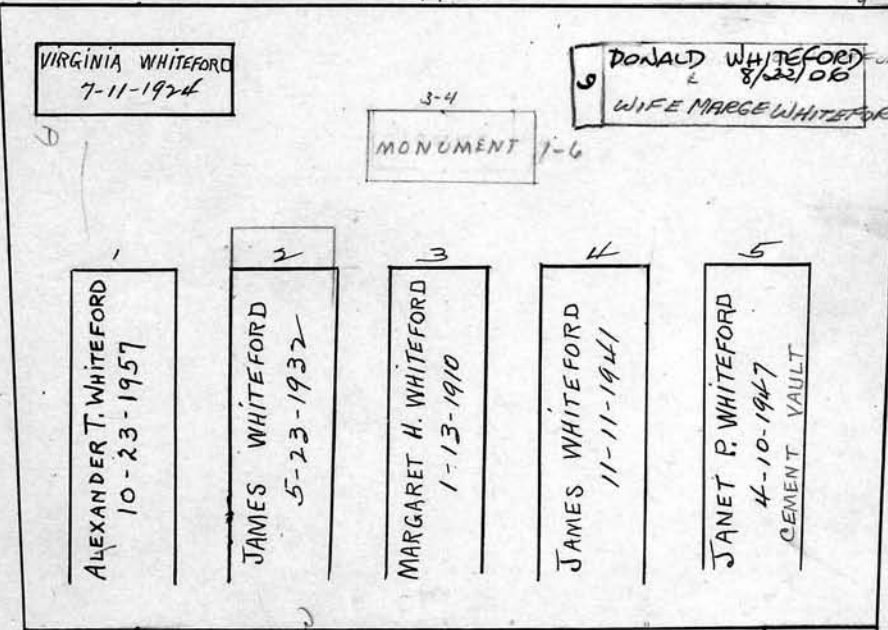 VIRGINIA WHITEFORD
7-11-1924
6
DONALD WHITEFORD
& 8/22/06
WIFE MARGE WHITEFOR
3-4
MONUMENT 1-6
1
ALEXANDER T. WHITEFORD
10-23-1957
2
JAMES WHITEFORD
5-23-1932
3
MARGARET H. WHITEFORD
1-13-1910
4
JAMES WHITEFORD
11-11-1941
5
JANET P. WHITEFORD
4-10-1947
CEMENT VAULT